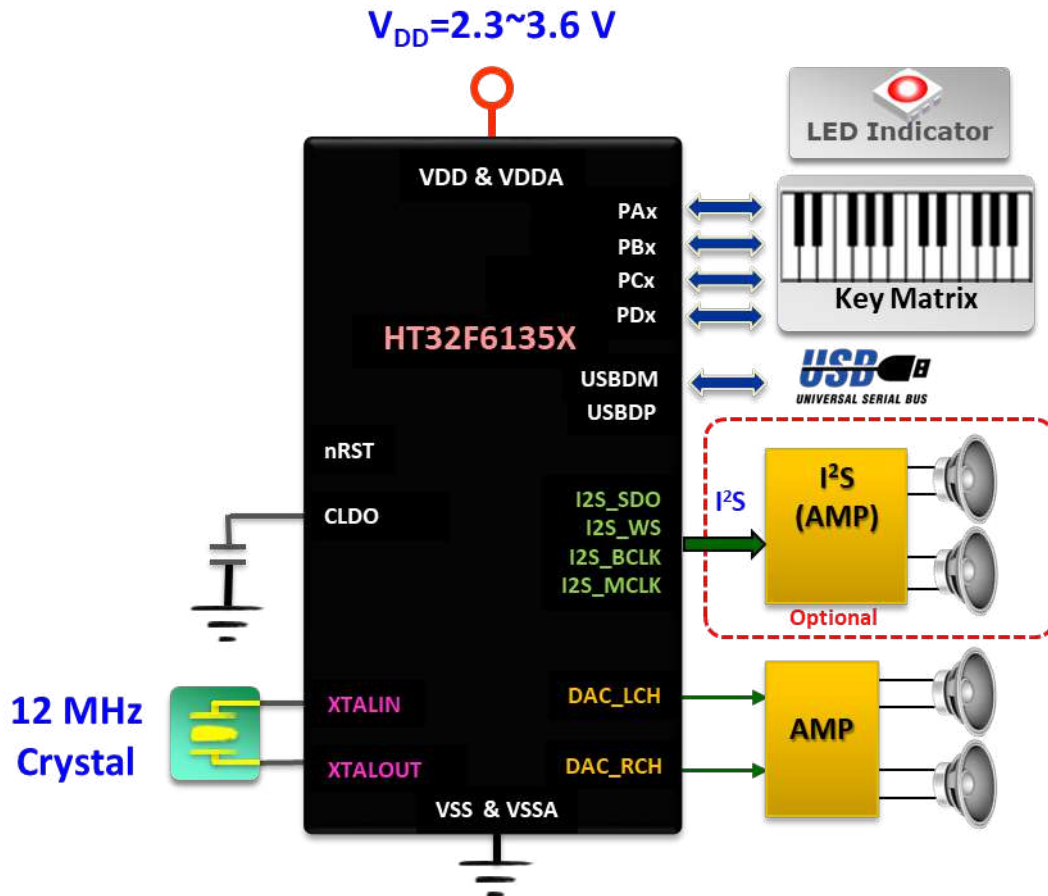 V_DD=2.3~3.6 V
LED Indicator
VDD & VDDA
PAx
PBx
PCx
PDx
Key Matrix
HT32F6135X
USBDM
USBDP
USB
UNIVERSAL SERIAL BUS
nRST
CLDO
I2S_SDO
I2S_WS
I2S_BCLK
I2S_MCLK
I²S
I²S
(AMP)
Optional
12 MHz
Crystal
XTALIN
XTALOUT
DAC_LCH
DAC_RCH
AMP
VSS & VSSA